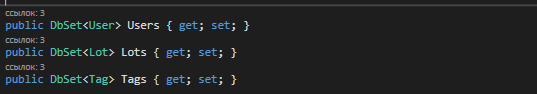 ссылок: 3
public DbSet<User> Users { get; set; }
ссылок: 3
public DbSet<Lot> Lots { get; set; }
ссылок: 3
public DbSet<Tag> Tags { get; set; }